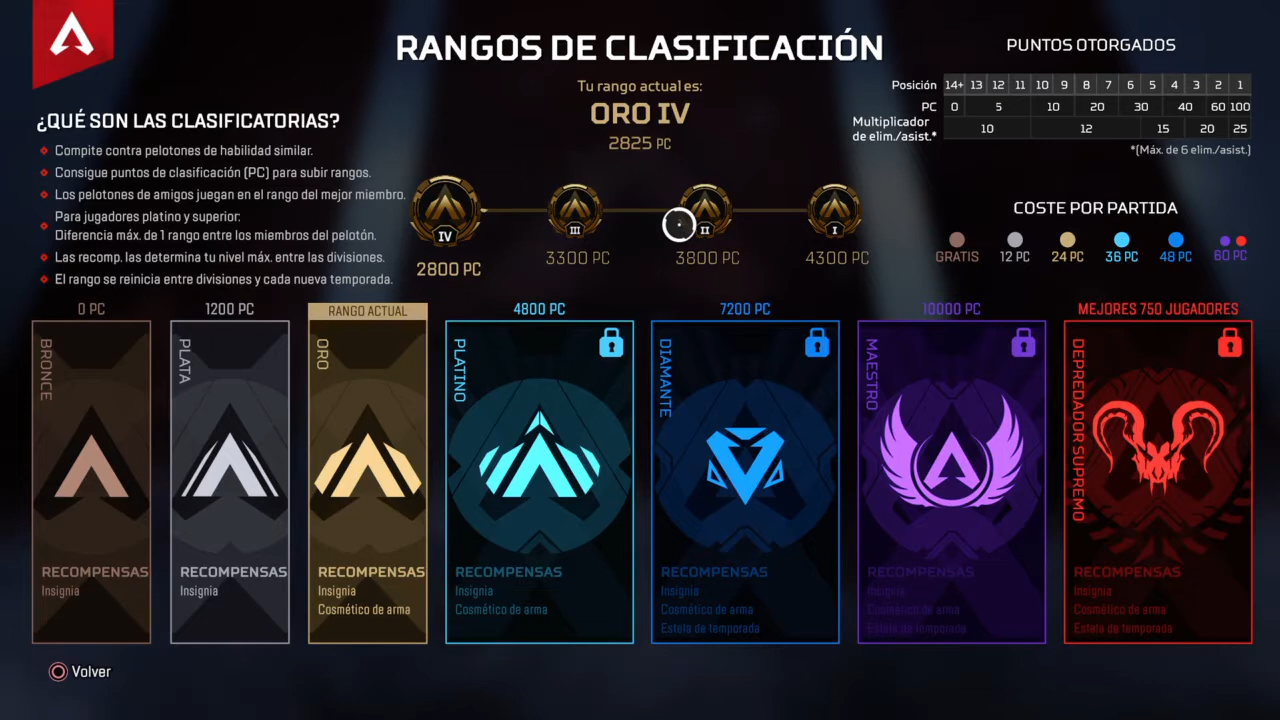 RANGOS DE CLASIFICACIÓN
Tu rango actual es:
ORO IV
2825 PC
¿QUÉ SON LAS CLASIFICATORIAS?
Compite contra pelotones de habilidad similar.
Consigue puntos de clasificación (PC) para subir rangos.
Los pelotones de amigos juegan en el rango del mejor miembro.
Para jugadores platino y superior:
Diferencia máx. de 1 rango entre los miembros del pelotón.
Las recomp. las determina tu nivel máx. entre las divisiones.
El rango se reinicia entre divisiones y cada nueva temporada.
PUNTOS OTORGADOS
Posición 14+ 13 12 11 10 9 8 7 6 5 4 3 2 1
PC 0 5 10 20 30 40 60 100
Multiplicador
de elim./asist.* 10 12 15 20 25
*(Máx. de 6 elim./asist.)
IV III II I
2800 PC 3300 PC 3800 PC 4300 PC
COSTE POR PARTIDA
GRATIS 12 PC 24 PC 36 PC 48 PC 60 PC
0 PC
BRONCE
RECOMPENSAS
Insignia
1200 PC
PLATA
RECOMPENSAS
Insignia
RANGO ACTUAL
ORO
RECOMPENSAS
Insignia
Cosmético de arma
4800 PC
PLATINO
RECOMPENSAS
Insignia
Cosmético de arma
7200 PC
DIAMANTE
RECOMPENSAS
Insignia
Cosmético de arma
Estela de temporada
10000 PC
MAESTRO
RECOMPENSAS
Insignia
Cosmético de arma
Estela de temporada
MEJORES 750 JUGADORES
DEPREDADOR SUPREMO
RECOMPENSAS
Insignia
Cosmético de arma
Estela de temporada
Volver